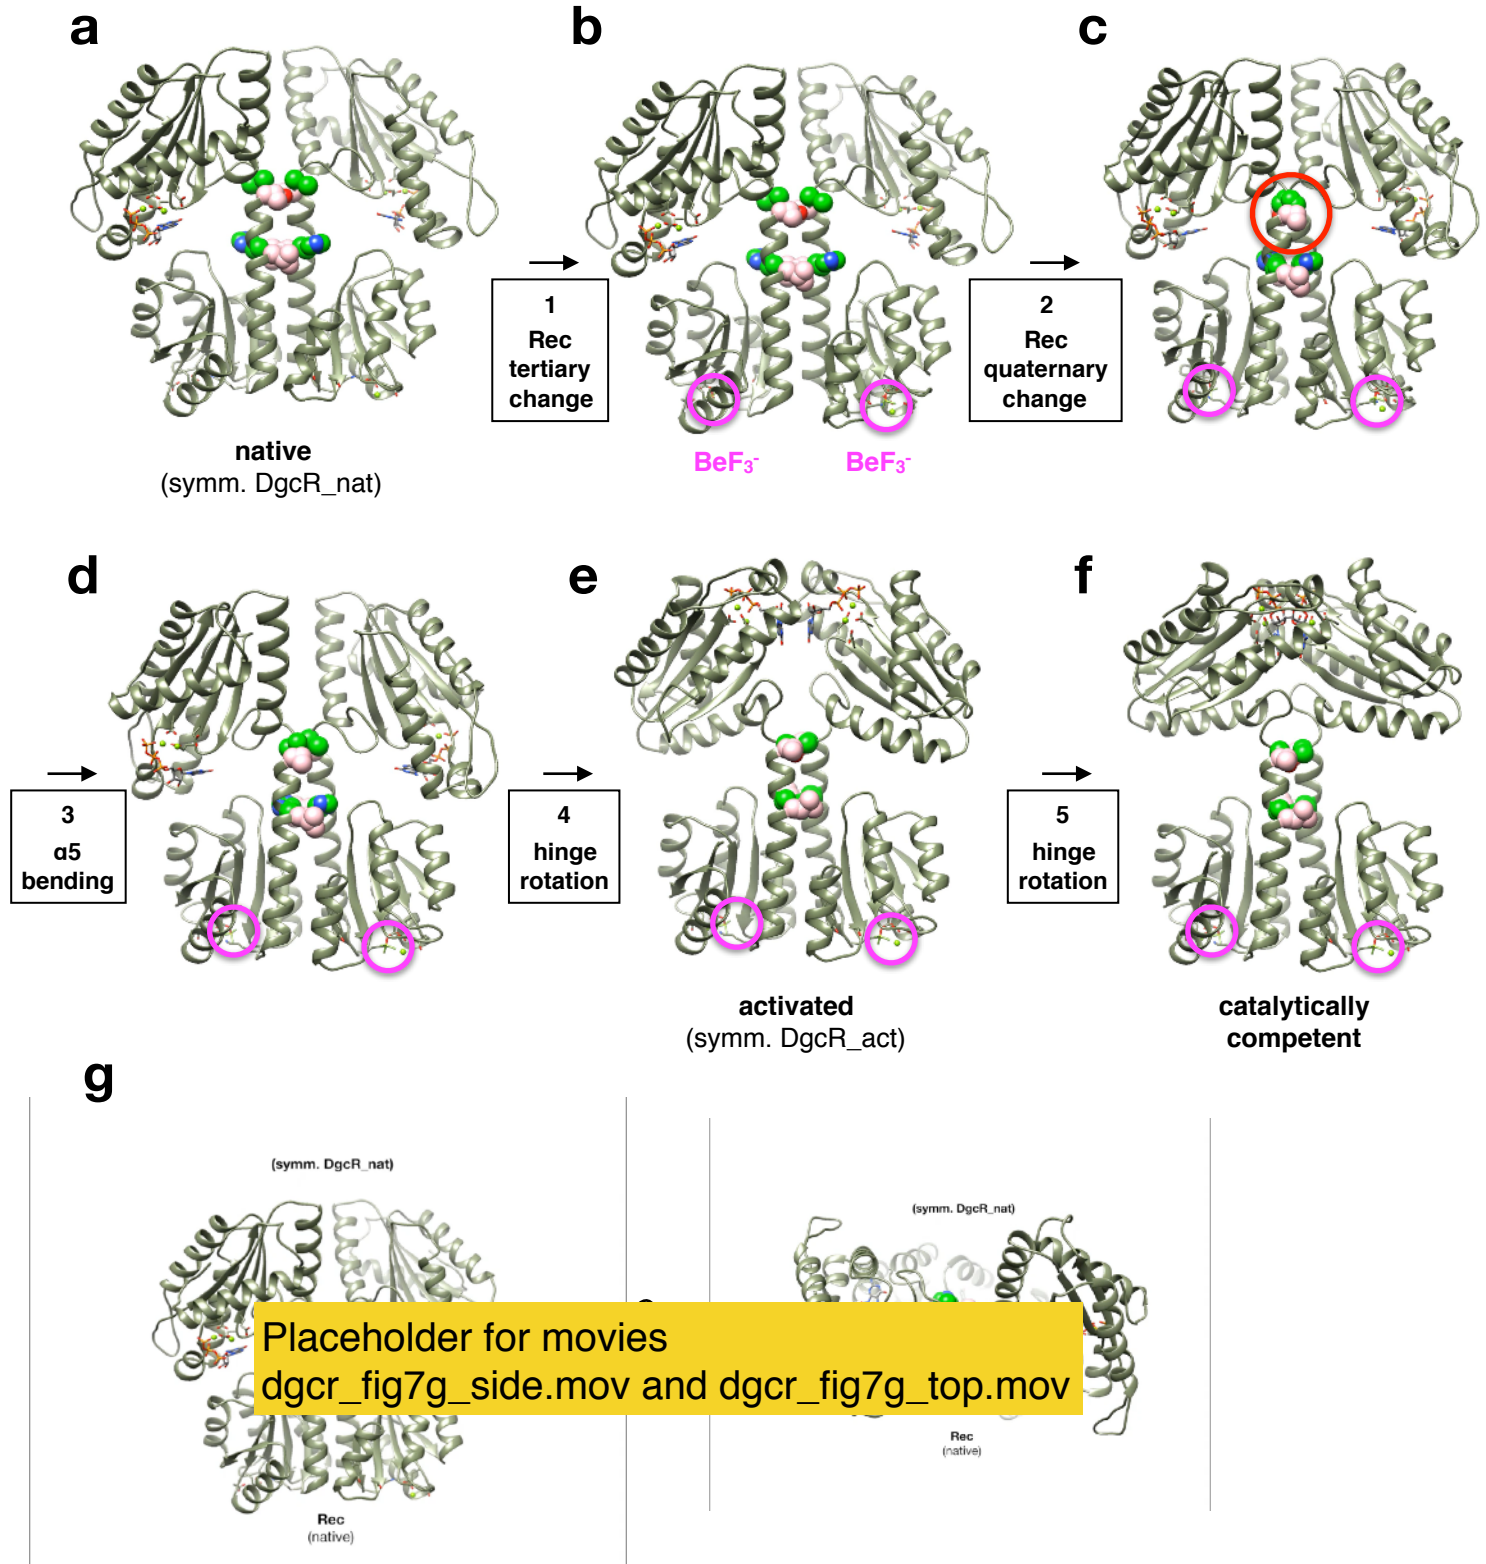 a
b
c
1
Rec
tertiary
change
2
Rec
quaternary
change
native
(symm. DgcR_nat)
BeF₃⁻
BeF₃⁻
d
e
f
3
α5
bending
4
hinge
rotation
5
hinge
rotation
activated
(symm. DgcR_act)
catalytically
competent
g
(symm. DgcR_nat)
(symm. DgcR_nat)
Placeholder for movies
dgcr_fig7g_side.mov and dgcr_fig7g_top.mov
Rec
(native)
Rec
(native)